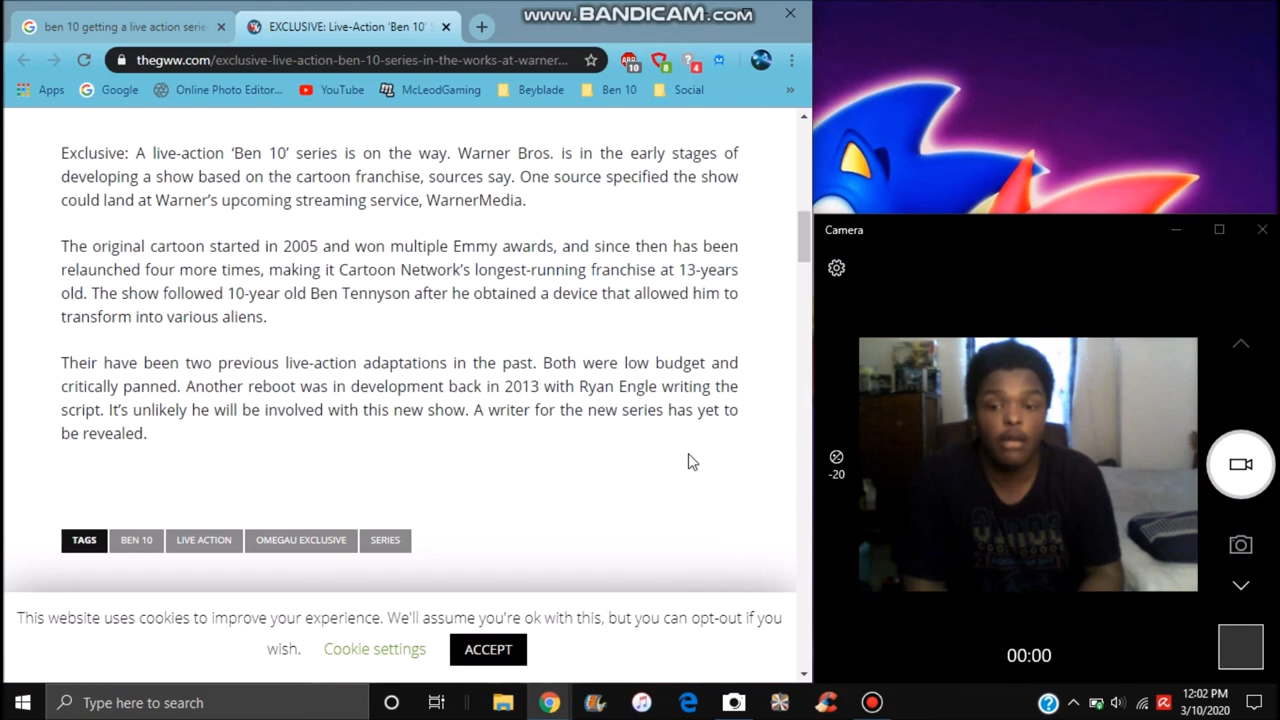 www.BANDICAM.com
ben 10 getting a live action serie
EXCLUSIVE: Live-Action ‘Ben 10’ S
thegww.com/exclusive-live-action-ben-10-series-in-the-works-at-warner...
10
8
4
Apps
Google
Online Photo Editor...
YouTube
McLeodGaming
Beyblade
Ben 10
Social
»
Exclusive: A live-action ‘Ben 10’ series is on the way. Warner Bros. is in the early stages of
developing a show based on the cartoon franchise, sources say. One source specified the show
could land at Warner’s upcoming streaming service, WarnerMedia.
The original cartoon started in 2005 and won multiple Emmy awards, and since then has been
relaunched four more times, making it Cartoon Network’s longest-running franchise at 13-years
old. The show followed 10-year old Ben Tennyson after he obtained a device that allowed him to
transform into various aliens.
Their have been two previous live-action adaptations in the past. Both were low budget and
critically panned. Another reboot was in development back in 2013 with Ryan Engle writing the
script. It’s unlikely he will be involved with this new show. A writer for the new series has yet to
be revealed.
TAGS
BEN 10
LIVE ACTION
OMEGAU EXCLUSIVE
SERIES
This website uses cookies to improve your experience. We'll assume you're ok with this, but you can opt-out if you
wish. Cookie settings ACCEPT
Camera
-20
00:00
Type here to search
12:02 PM
3/10/2020